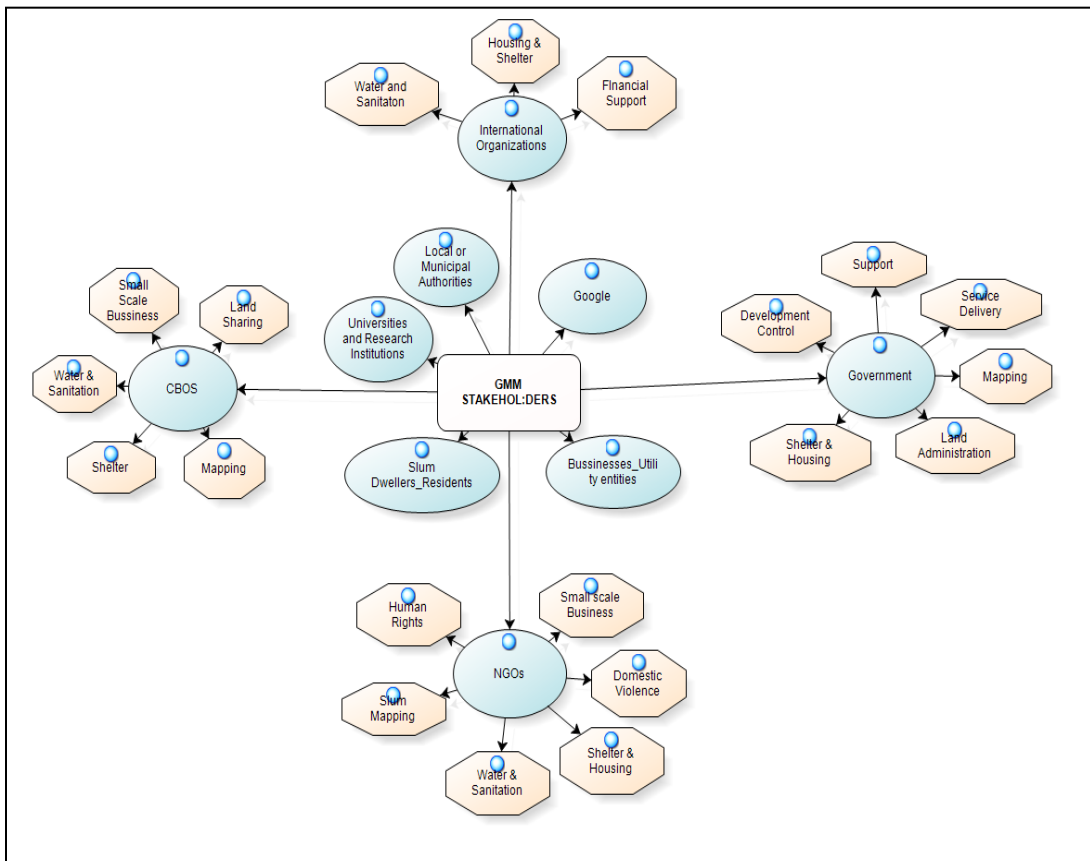 Housing &
Shelter
Water and
Sanitaton
FInancial
Support
International
Organizations
Local or
Municipal
Authorities
Google
Universities
and Research
Institutions
Small
Scale
Bussiness
Land
Sharing
Water &
Sanitation
CBOS
Shelter
Mapping
GMM
STAKEHOL:DERS
Support
Service
Delivery
Development
Control
Government
Mapping
Shelter &
Housing
Land
Administration
Slum
Dwellers_Residents
Bussinesses_Utili
ty entities
Human
Rights
Small scale
Business
NGOs
Domestic
Violence
Slum
Mapping
Shelter &
Housing
Water &
Sanitation